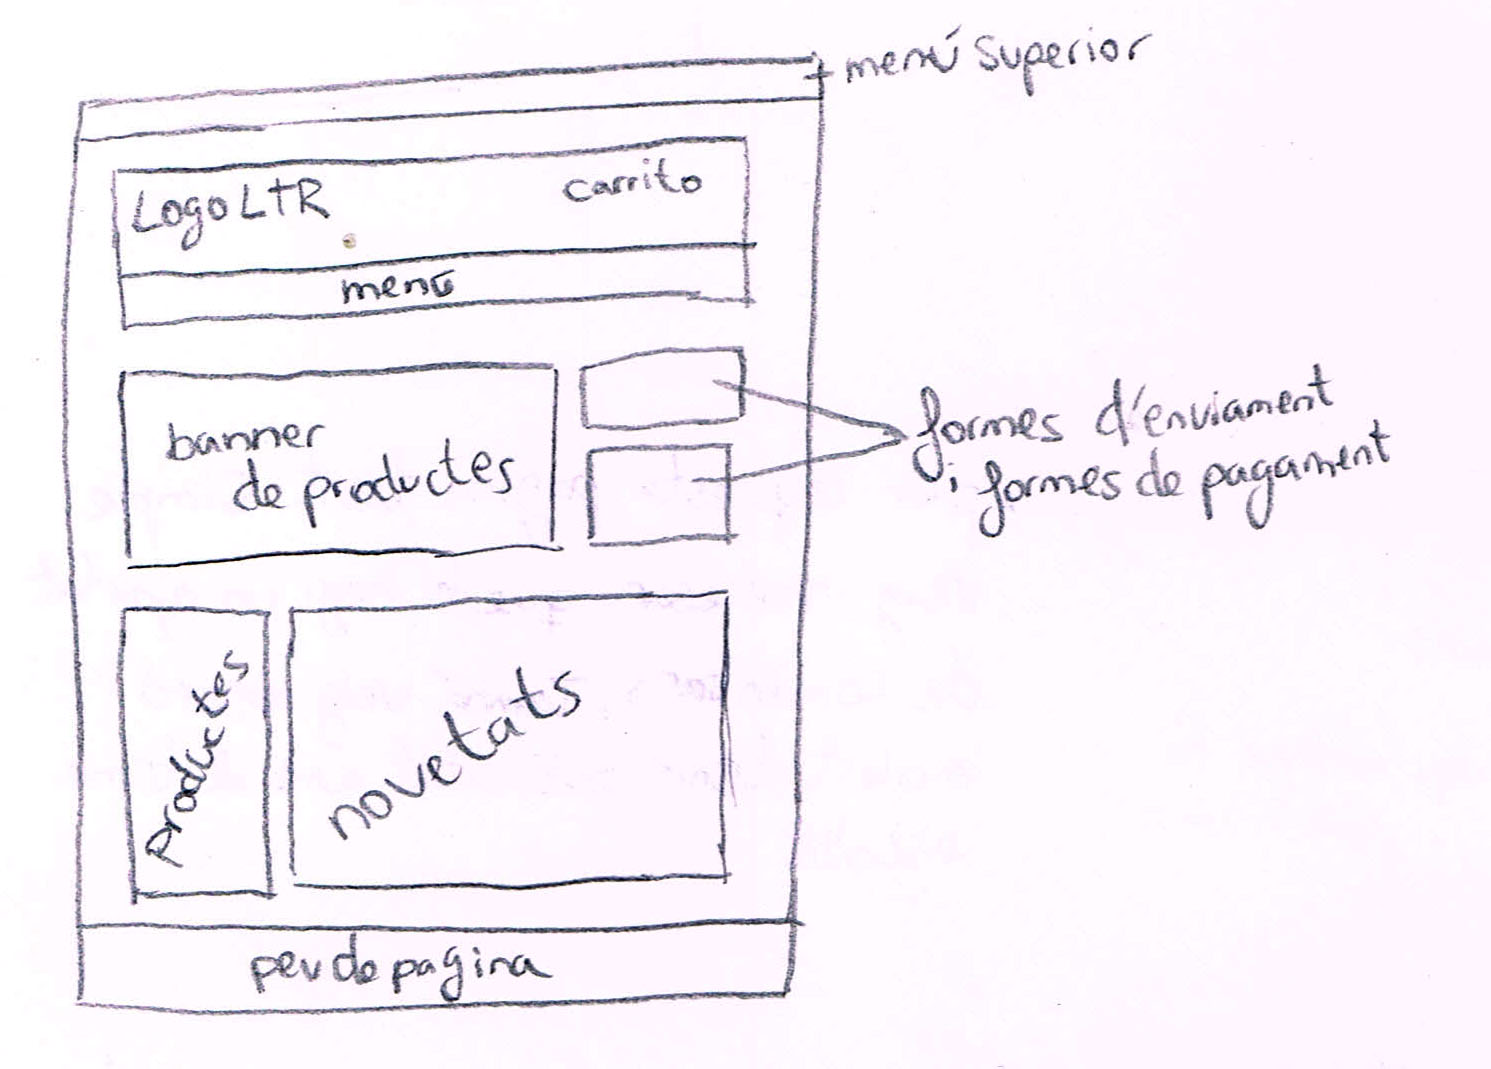 menú superior
Logo LTR
carrito
menú
banner
de productes
formes d'enviament
i formes de pagament
productes
novetats
peu de pagina